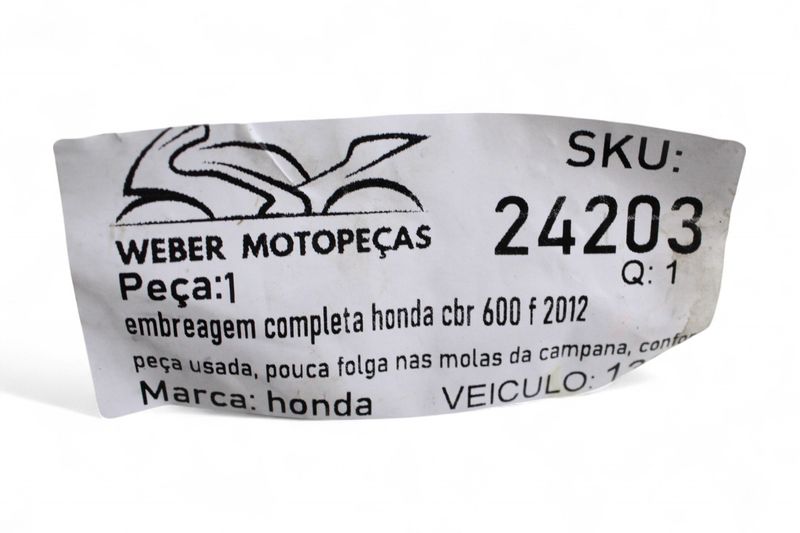 SKU:
24203
Q: 1
WEBER MOTOPEÇAS
Peça:1
embreagem completa honda cbr 600 f 2012
peça usada, pouca folga nas molas da campana,
Marca: honda
VEICULO: